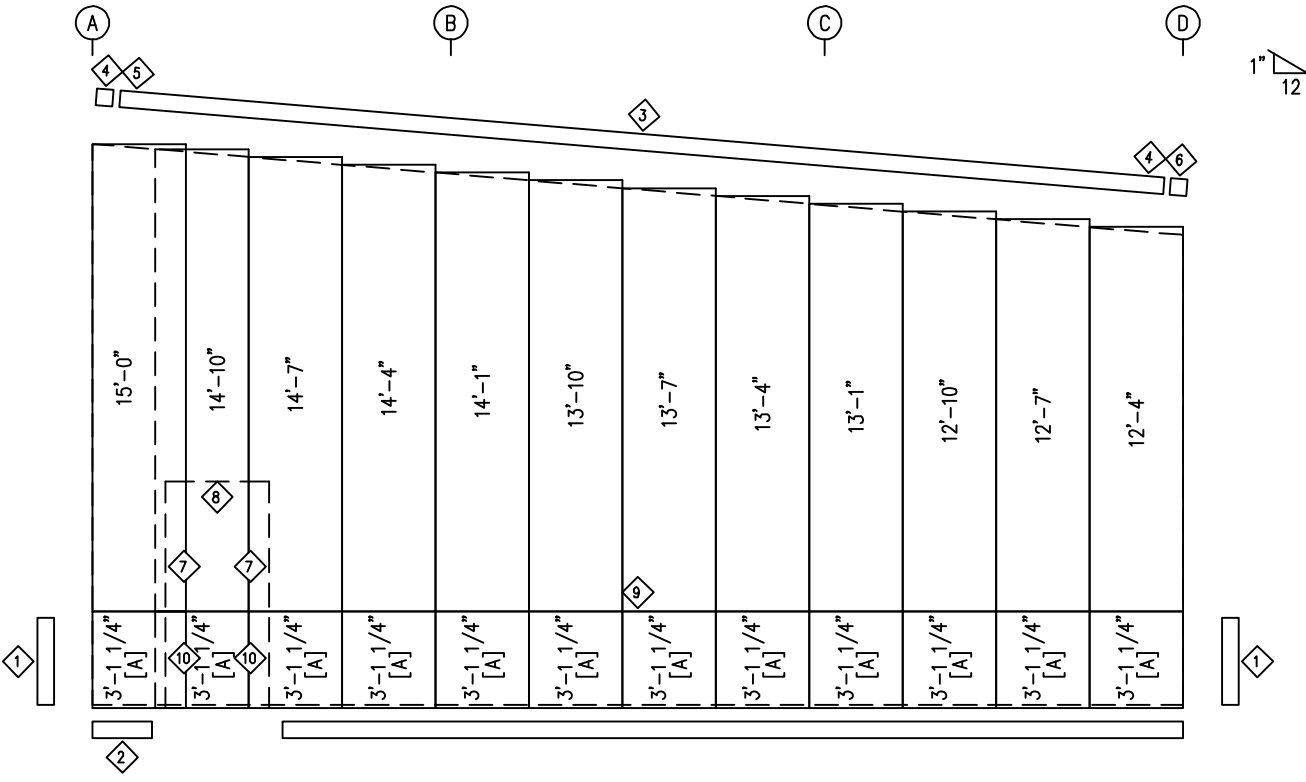 A
B
C
D
1"
12
4
5
3
4
6
15'-0"
14'-10"
14'-7"
14'-4"
14'-1"
13'-10"
13'-7"
13'-4"
13'-1"
12'-10"
12'-7"
12'-4"
8
7
7
9
3'-1 1/4"
[A]
3'-1 1/4"
[A]
3'-1 1/4"
[A]
3'-1 1/4"
[A]
3'-1 1/4"
[A]
3'-1 1/4"
[A]
3'-1 1/4"
[A]
3'-1 1/4"
[A]
3'-1 1/4"
[A]
3'-1 1/4"
[A]
3'-1 1/4"
[A]
3'-1 1/4"
[A]
1
10
10
1
2